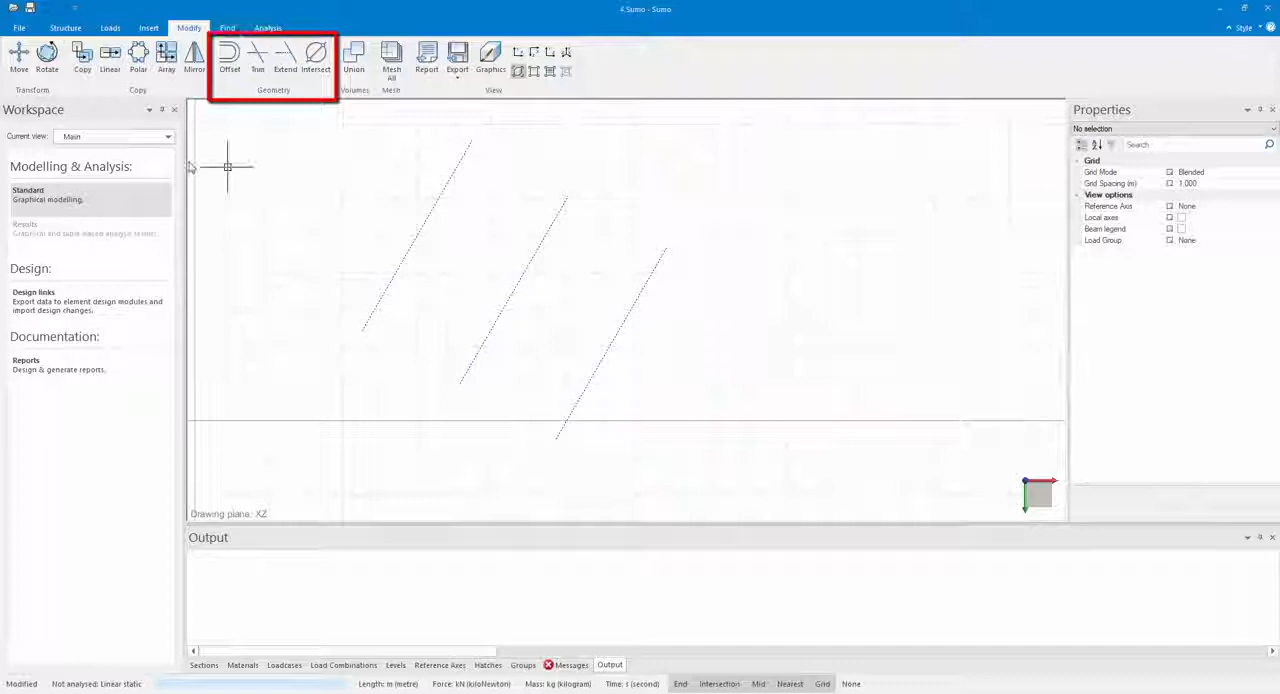 4.Sumo - Sumo
File Structure Loads Insert Modify Find Analysis
Style
Move Rotate Copy Linear Polar Array Mirror Offset Trim Extend Intersect Union Mesh All Report Export Graphics
Transform Copy Geometry Volumes Mesh View
Workspace
Current view: Main
Modelling & Analysis:
Standard
Graphical modelling.
Results
Graphical and table based analysis results.
Design:
Design links
Export data to element design modules and
import design changes.
Documentation:
Reports
Design & generate reports.
Drawing plane: XZ
Properties
No selection
Search
Grid
Grid Mode Blended
Grid Spacing (m) 1,000
View options
Reference Axis None
Local axes
Beam legend
Load Group None
Output
Sections Materials Loadcases Load Combinations Levels Reference Axes Hatches Groups Messages Output
Modified Not analysed: Linear static Length: m (metre) Force: kN (kiloNewton) Mass: kg (kilogram) Time: s (second) End Intersection Mid Nearest Grid None